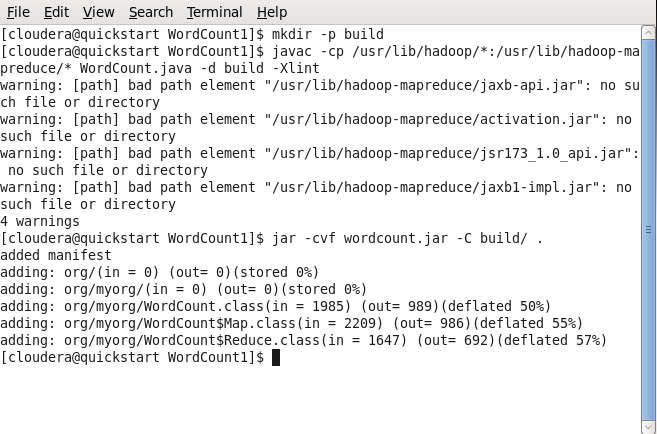 File Edit View Search Terminal Help
[cloudera@quickstart WordCount1]$ mkdir -p build
[cloudera@quickstart WordCount1]$ javac -cp /usr/lib/hadoop/*:/usr/lib/hadoop-ma
preduce/* WordCount.java -d build -Xlint
warning: [path] bad path element "/usr/lib/hadoop-mapreduce/jaxb-api.jar": no su
ch file or directory
warning: [path] bad path element "/usr/lib/hadoop-mapreduce/activation.jar": no
such file or directory
warning: [path] bad path element "/usr/lib/hadoop-mapreduce/jsr173_1.0_api.jar":
 no such file or directory
warning: [path] bad path element "/usr/lib/hadoop-mapreduce/jaxb1-impl.jar": no
such file or directory
4 warnings
[cloudera@quickstart WordCount1]$ jar -cvf wordcount.jar -C build/ .
added manifest
adding: org/(in = 0) (out= 0)(stored 0%)
adding: org/myorg/(in = 0) (out= 0)(stored 0%)
adding: org/myorg/WordCount.class(in = 1985) (out= 989)(deflated 50%)
adding: org/myorg/WordCount$Map.class(in = 2209) (out= 986)(deflated 55%)
adding: org/myorg/WordCount$Reduce.class(in = 1647) (out= 692)(deflated 57%)
[cloudera@quickstart WordCount1]$